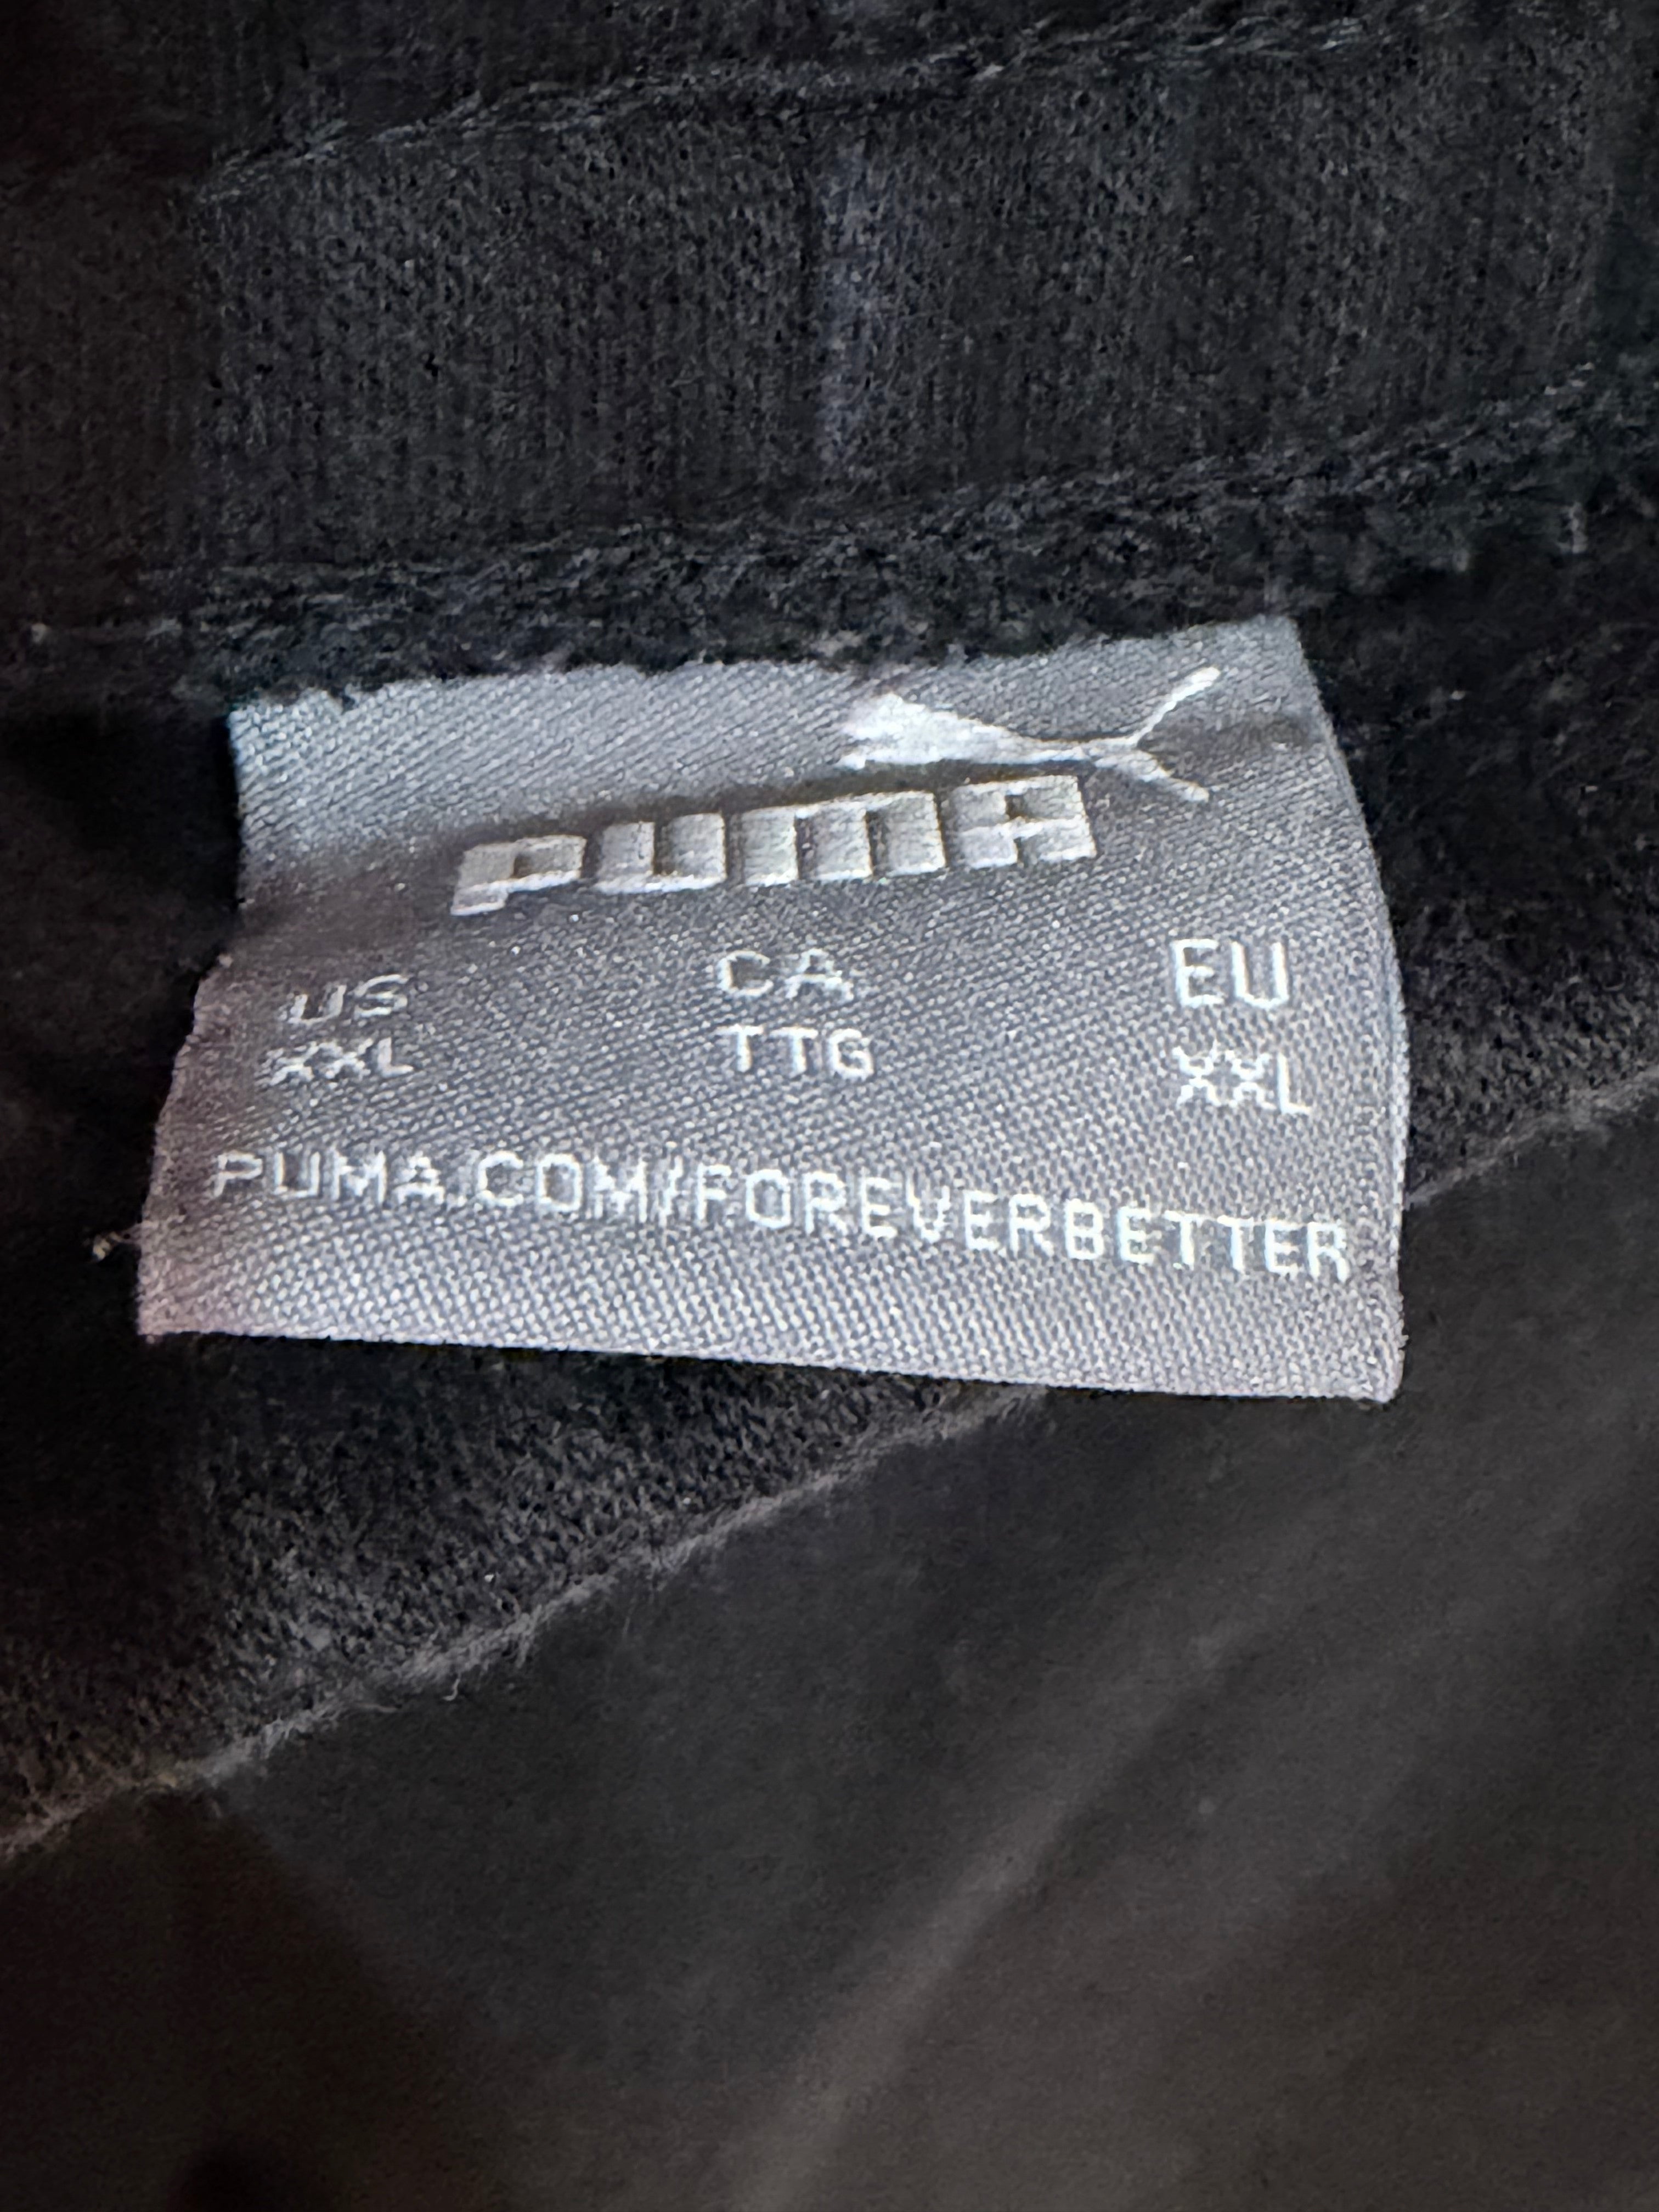 PUMA
US CA EU
XXL TTG XXL
PUMA.COM/FOREVERBETTER